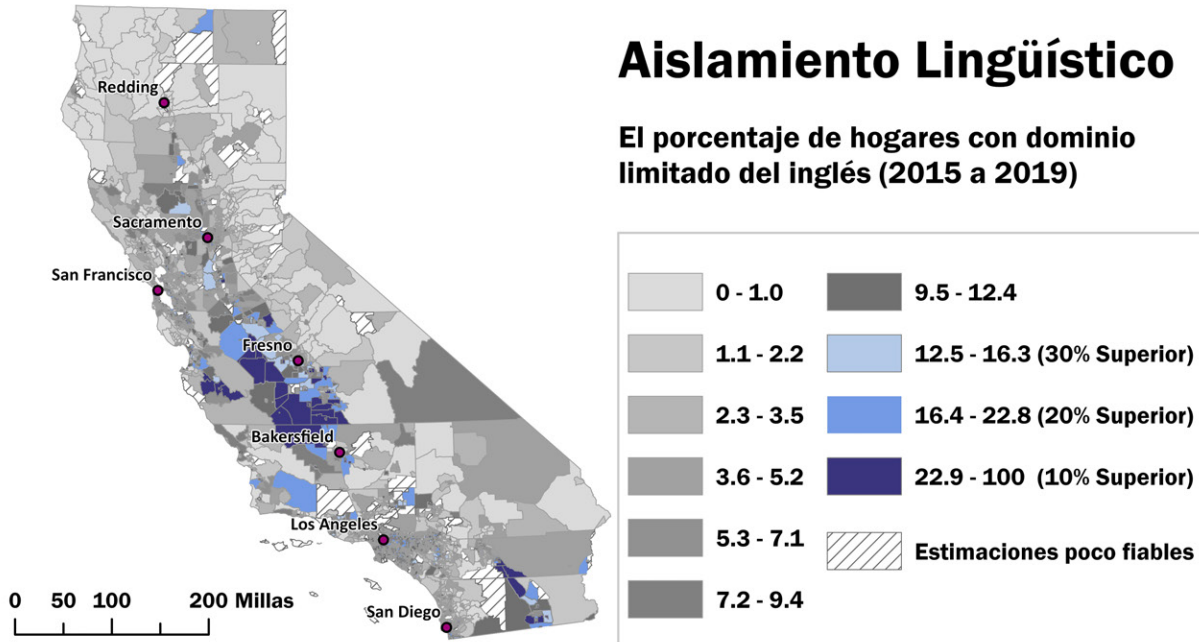 Aislamiento Lingüístico
El porcentaje de hogares con dominio
limitado del inglés (2015 a 2019)
Redding
Sacramento
San Francisco
Fresno
Bakersfield
Los Angeles
San Diego
0 50 100 200 Millas
0 - 1.0
1.1 - 2.2
2.3 - 3.5
3.6 - 5.2
5.3 - 7.1
7.2 - 9.4
9.5 - 12.4
12.5 - 16.3 (30% Superior)
16.4 - 22.8 (20% Superior)
22.9 - 100 (10% Superior)
Estimaciones poco fiables